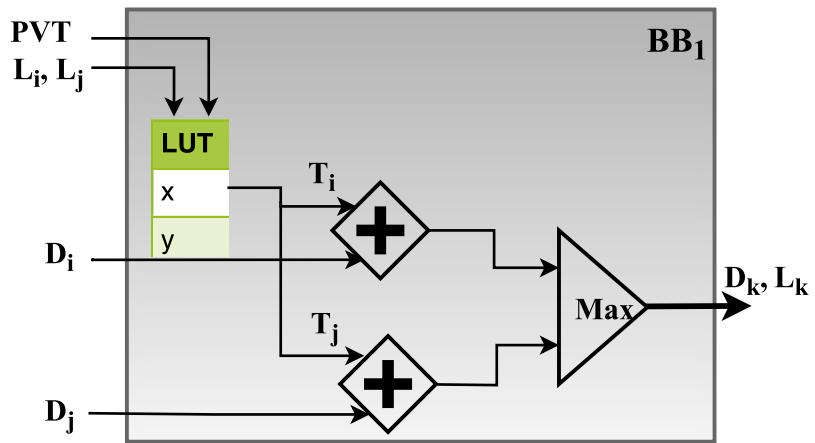 PVT
BB₁
Lᵢ, Lⱼ
LUT
Tᵢ
x
y
Dᵢ
Dₖ, Lₖ
Max
Tⱼ
Dⱼ